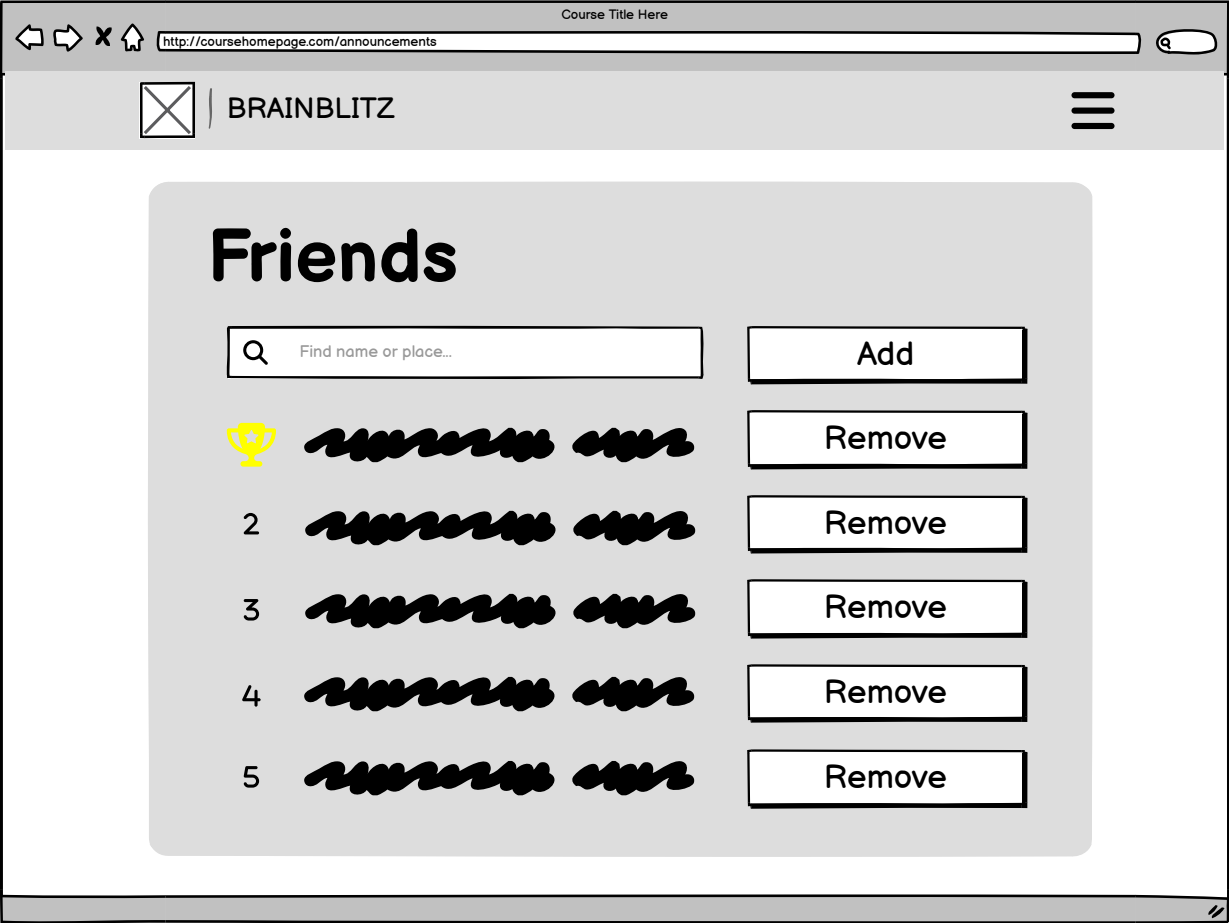 Course Title Here
http://coursehomepage.com/announcements
BRAINBLITZ
Friends
Find name or place...
Add
Remove
2
Remove
3
Remove
4
Remove
5
Remove